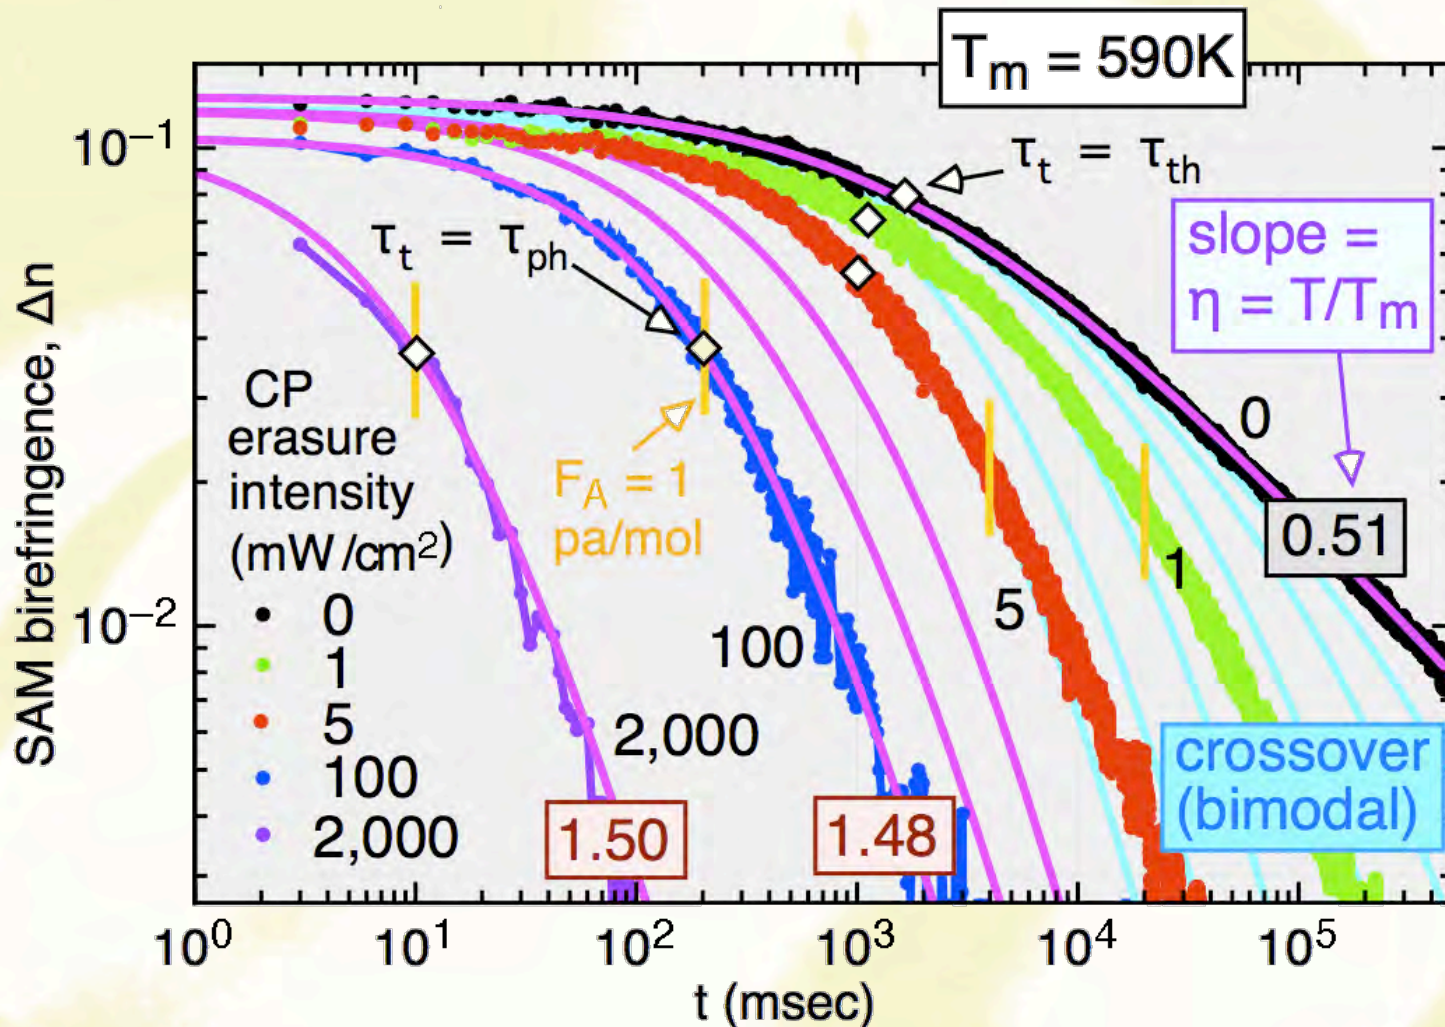 Tₘ = 590K
10⁻¹
τₜ = τₜₕ
slope =
η = T/Tₘ
τₜ = τₚₕ
SAM birefringence, Δn
CP
erasure
intensity
(mW/cm²)
0
1
5
100
2,000
F_A = 1
pa/mol
0
0.51
1
5
10⁻²
100
2,000
crossover
(bimodal)
1.50
1.48
10⁰
10¹
10²
10³
10⁴
10⁵
t (msec)